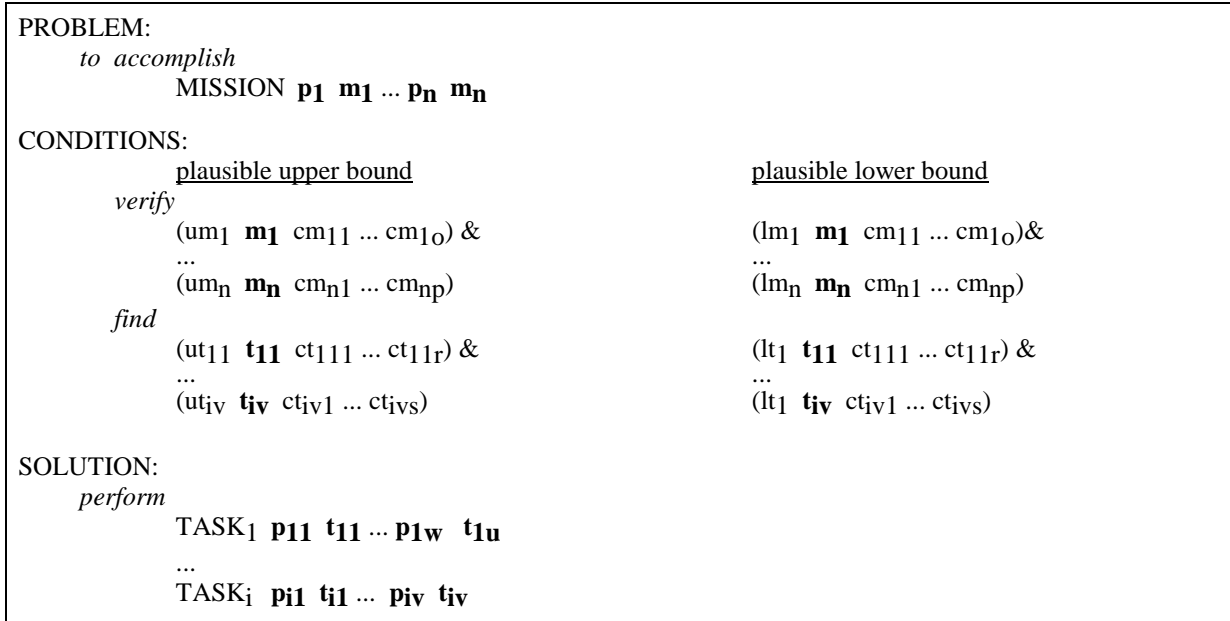 PROBLEM:
to accomplish
MISSION p1 m1 ... pn mn
CONDITIONS:
plausible upper bound plausible lower bound
verify
(um1 m1 cm11 ... cm1o) & (lm1 m1 cm11 ... cm1o)&
... ...
(umn mn cmn1 ... cmnp) (lmn mn cmn1 ... cmnp)
find
(ut11 t11 ct111 ... ct11r) & (lt1 t11 ct111 ... ct11r) &
... ...
(utiv tiv ctiv1 ... ctivs) (lt1 tiv ctiv1 ... ctivs)
SOLUTION:
perform
TASK1 p11 t11 ... p1w t1u
...
TASKi pi1 ti1 ... piv tiv